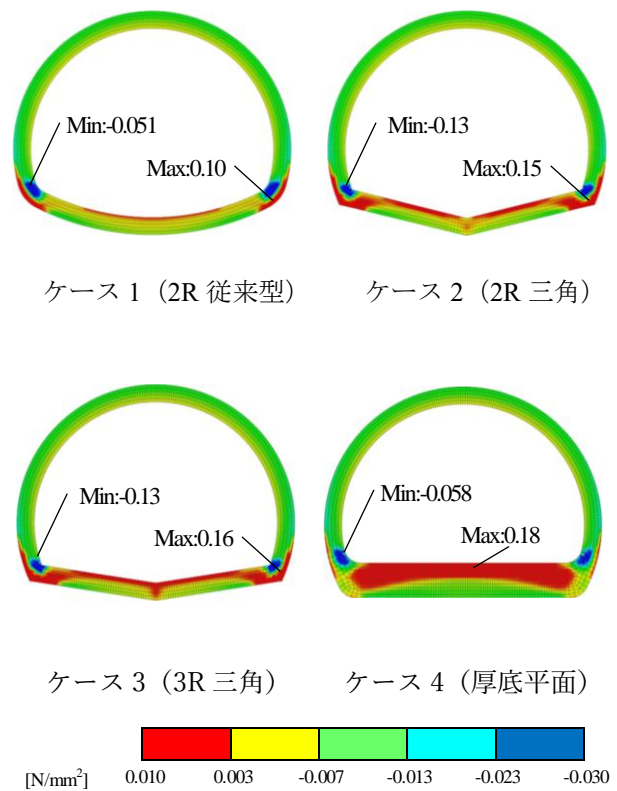 Min:-0.051
Max:0.10
Min:-0.13
Max:0.15
ケース 1（2R 従来型） ケース 2（2R 三角）
Min:-0.13
Max:0.16
Min:-0.058
Max:0.18
ケース 3（3R 三角） ケース 4（厚底平面）
[N/mm²] 0.010 0.003 -0.007 -0.013 -0.023 -0.030